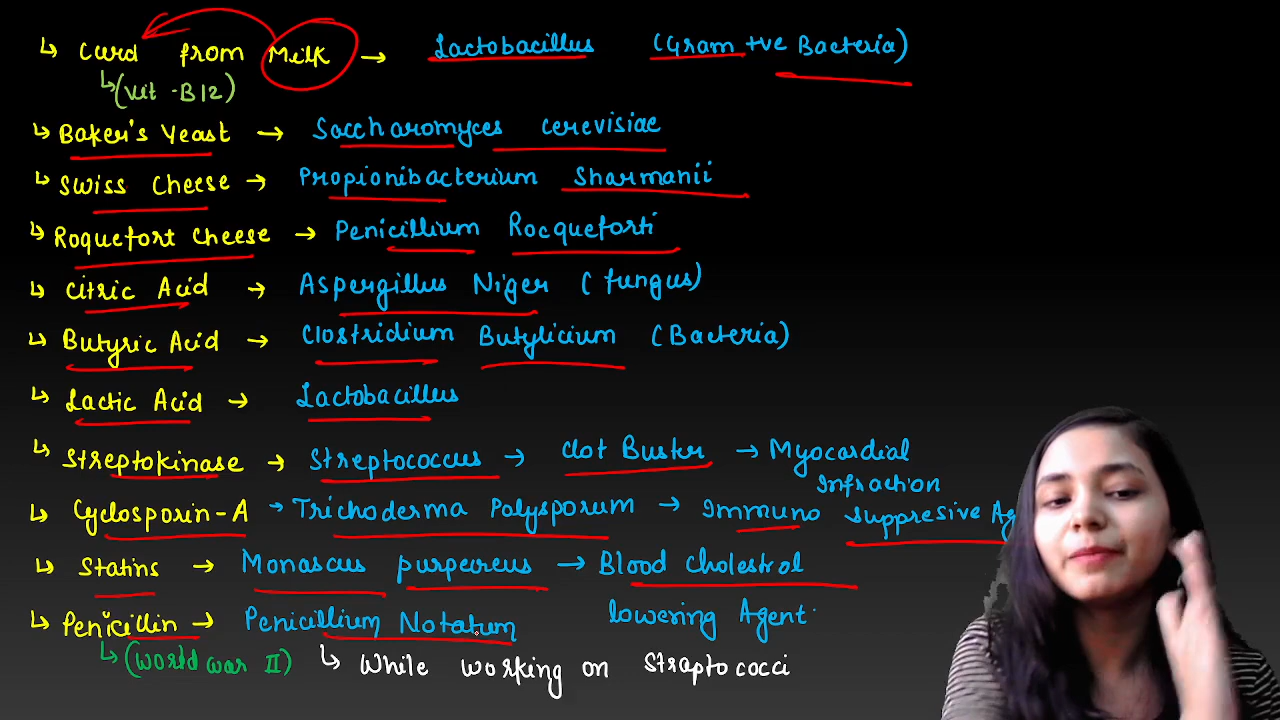 ↳ Curd from Milk → Lactobacillus (Gram +ve Bacteria)
↳ (Vit -B12)
↳ Baker's Yeast → Saccharomyces cerevisiae
↳ Swiss Cheese → Propionibacterium Sharmanii
↳ Roquefort Cheese → Penicillium Rocqueforti
↳ Citric Acid → Aspergillus Niger (fungus)
↳ Butyric Acid → Clostridium Butylicium (Bacteria)
↳ Lactic Acid → Lactobacillus
↳ Streptokinase → Streptococcus → Clot Buster → Myocardial
Infraction
↳ Cyclosporin-A → Trichoderma Polysporum → Immuno suppresive Ag
↳ Statins → Monascus purpereus → Blood Cholestrol
lowering Agent
↳ Penicillin → Penicillium Notatum
↳ (World War II) ↳ While working on Straptococci